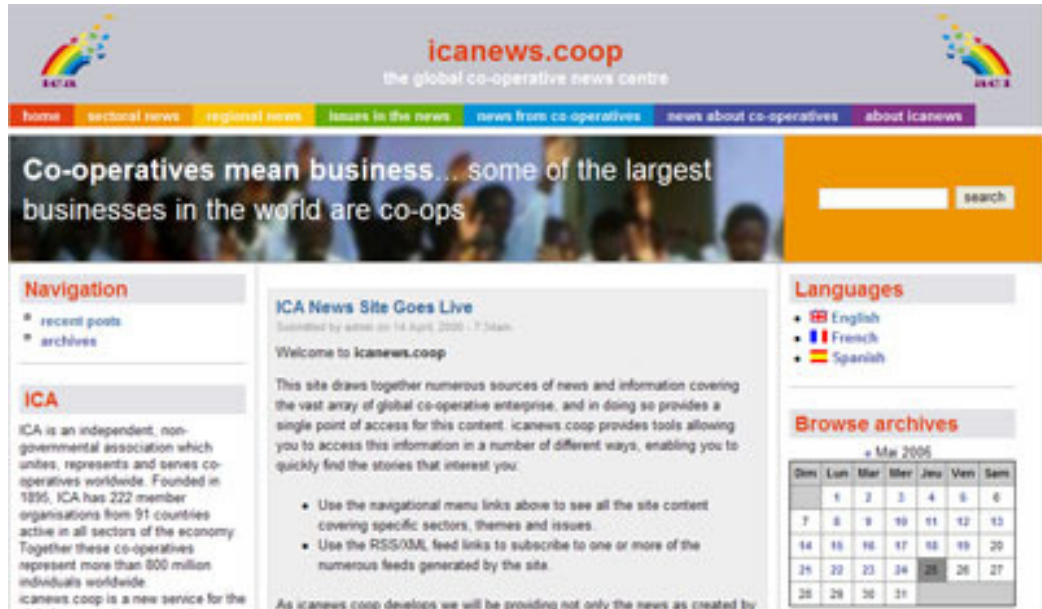 icanews.coop
the global co-operative news centre
ica
aci
home sectoral news regional news issues in the news news from co-operatives news about co-operatives about icanews
Co-operatives mean business... some of the largest
businesses in the world are co-ops
search
Navigation
recent posts
archives
ICA
ICA is an independent, non-
governmental association which
unites, represents and serves co-
operatives worldwide. Founded in
1895, ICA has 222 member
organisations from 91 countries
active in all sectors of the economy.
Together these co-operatives
represent more than 800 million
individuals worldwide.
icanews.coop is a new service for the
ICA News Site Goes Live
Submitted by admin on 14 April, 2006 - 7:34am.
Welcome to icanews.coop
This site draws together numerous sources of news and information covering
the vast array of global co-operative enterprise, and in doing so provides a
single point of access for this content. icanews.coop provides tools allowing
you to access this information in a number of different ways, enabling you to
quickly find the stories that interest you:
Use the navigational menu links above to see all the site content
covering specific sectors, themes and issues.
Use the RSS/XML feed links to subscribe to one or more of the
numerous feeds generated by the site.
As icanews.coop develops we will be providing not only the news as created by
Languages
English
French
Spanish
Browse archives
« Mai 2006
Dim Lun Mar Mer Jeu Ven Sam
1 2 3 4 5 6
7 8 9 10 11 12 13
14 15 16 17 18 19 20
21 22 23 24 25 26 27
28 29 30 31